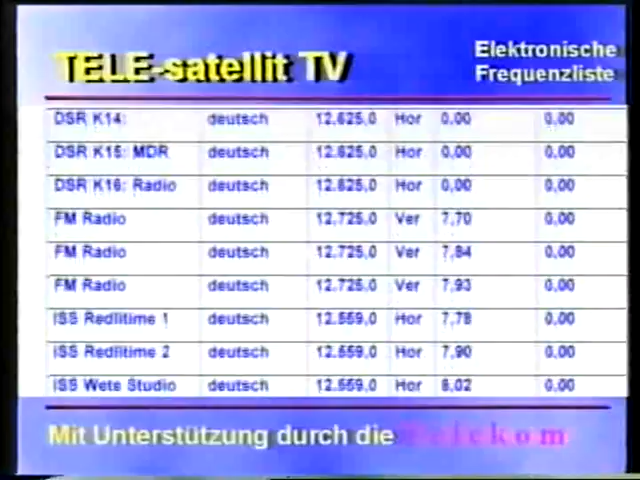 TELE-satellit TV
Elektronische
Frequenzliste
DSR K14: deutsch 12.625,0 Hor 0,00 0,00
DSR K15: MDR deutsch 12.625,0 Hor 0,00 0,00
DSR K16: Radio deutsch 12.625,0 Hor 0,00 0,00
FM Radio deutsch 12.725,0 Ver 7,70 0,00
FM Radio deutsch 12.725,0 Ver 7,84 0,00
FM Radio deutsch 12.725,0 Ver 7,93 0,00
ISS Redlitime 1 deutsch 12.559,0 Hor 7,78 0,00
ISS Redlitime 2 deutsch 12.559,0 Hor 7,90 0,00
ISS Wets Studio deutsch 12.559,0 Hor 8,02 0,00
Mit Unterstützung durch die Telekom